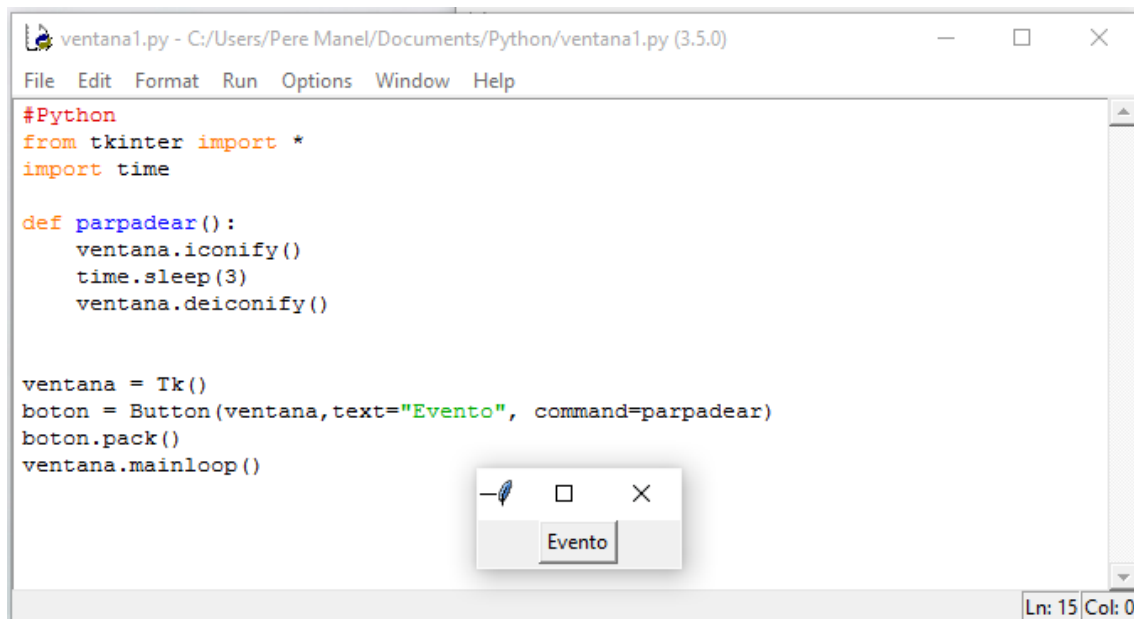 ventana1.py - C:/Users/Pere Manel/Documents/Python/ventana1.py (3.5.0)
File Edit Format Run Options Window Help
#Python
from tkinter import *
import time
def parpadear():
    ventana.iconify()
    time.sleep(3)
    ventana.deiconify()
ventana = Tk()
boton = Button(ventana,text="Evento", command=parpadear)
boton.pack()
ventana.mainloop()
Evento
Ln: 15 Col: 0